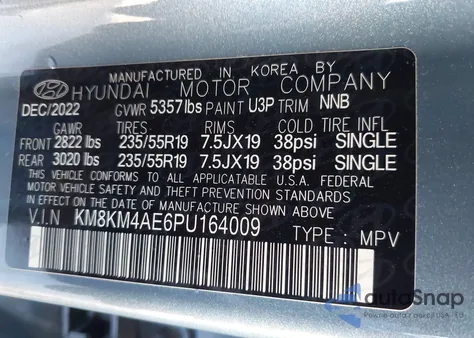 MANUFACTURED IN KOREA BY
HYUNDAI MOTOR COMPANY
DEC/2022 GVWR 5357lbs PAINT U3P TRIM NNB
GAWR TIRES RIMS COLD TIRE INFI
FRONT 2822 lbs 235/55R19 7.5JX19 38psi SINGLE
REAR 3020 lbs 235/55R19 7.5JX19 38psi SINGLE
THIS VEHICLE CONFORMS TO ALL APPLICABLE U.S.A. FEDERAL
MOTOR VEHICLE SAFETY AND THEFT PREVENTION STANDARDS
IN EFFECT ON THE DATE OF MANUFACTURE SHOWN ABOVE
V.I.N KM8KM4AE6PU164009
TYPE : MPV
autoSnap